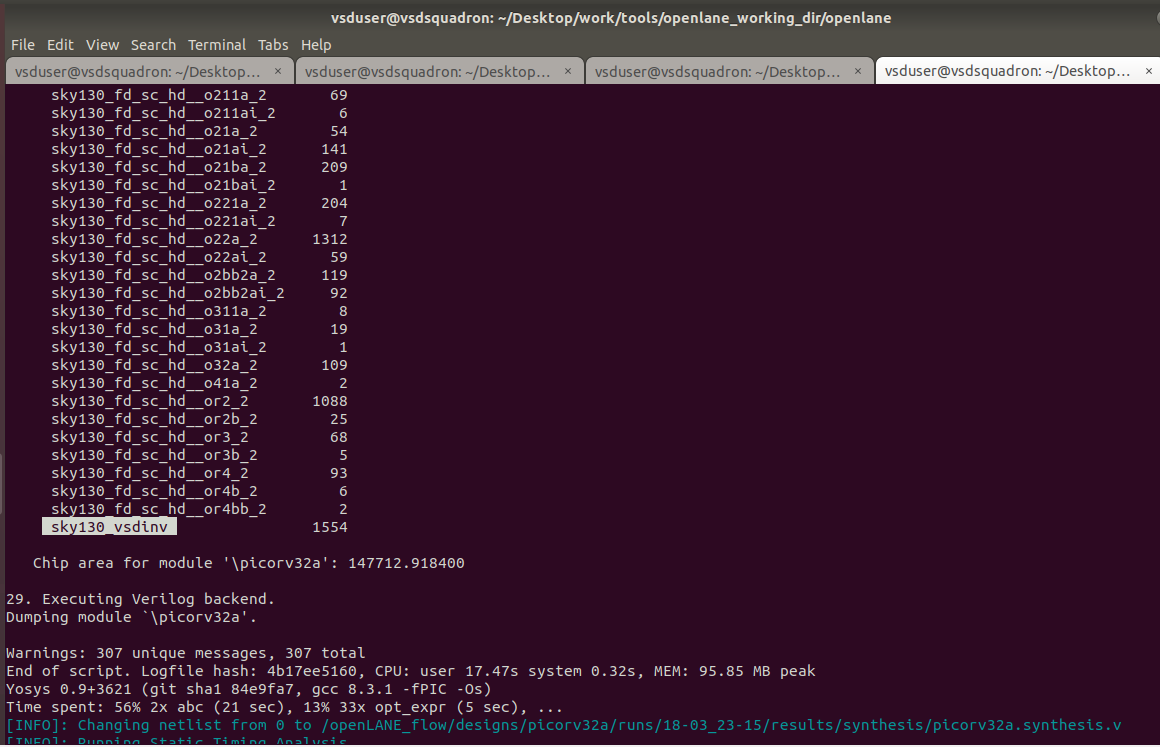 vsduser@vsdsquadron: ~/Desktop/work/tools/openlane_working_dir/openlane
File Edit View Search Terminal Tabs Help
vsduser@vsdsquadron: ~/Desktop... × vsduser@vsdsquadron: ~/Desktop... × vsduser@vsdsquadron: ~/Desktop... × vsduser@vsdsquadron: ~/Desktop... ×
sky130_fd_sc_hd__o211a_2 69
sky130_fd_sc_hd__o211ai_2 6
sky130_fd_sc_hd__o21a_2 54
sky130_fd_sc_hd__o21ai_2 141
sky130_fd_sc_hd__o21ba_2 209
sky130_fd_sc_hd__o21bai_2 1
sky130_fd_sc_hd__o221a_2 204
sky130_fd_sc_hd__o221ai_2 7
sky130_fd_sc_hd__o22a_2 1312
sky130_fd_sc_hd__o22ai_2 59
sky130_fd_sc_hd__o2bb2a_2 119
sky130_fd_sc_hd__o2bb2ai_2 92
sky130_fd_sc_hd__o311a_2 8
sky130_fd_sc_hd__o31a_2 19
sky130_fd_sc_hd__o31ai_2 1
sky130_fd_sc_hd__o32a_2 109
sky130_fd_sc_hd__o41a_2 2
sky130_fd_sc_hd__or2_2 1088
sky130_fd_sc_hd__or2b_2 25
sky130_fd_sc_hd__or3_2 68
sky130_fd_sc_hd__or3b_2 5
sky130_fd_sc_hd__or4_2 93
sky130_fd_sc_hd__or4b_2 6
sky130_fd_sc_hd__or4bb_2 2
sky130_vsdinv 1554
Chip area for module '\picorv32a': 147712.918400
29. Executing Verilog backend.
Dumping module `\picorv32a'.
Warnings: 307 unique messages, 307 total
End of script. Logfile hash: 4b17ee5160, CPU: user 17.47s system 0.32s, MEM: 95.85 MB peak
Yosys 0.9+3621 (git sha1 84e9fa7, gcc 8.3.1 -fPIC -Os)
Time spent: 56% 2x abc (21 sec), 13% 33x opt_expr (5 sec), ...
[INFO]: Changing netlist from 0 to /openLANE_flow/designs/picorv32a/runs/18-03_23-15/results/synthesis/picorv32a.synthesis.v
[INFO]: Running Static Timing Analysis